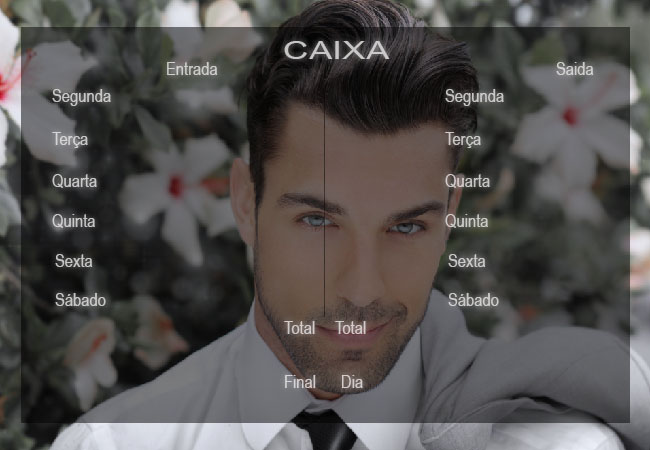 CAIXA
Entrada Saida
Segunda Segunda
Terça Terça
Quarta Quarta
Quinta Quinta
Sexta Sexta
Sábado Sábado
Total Total
Final Dia